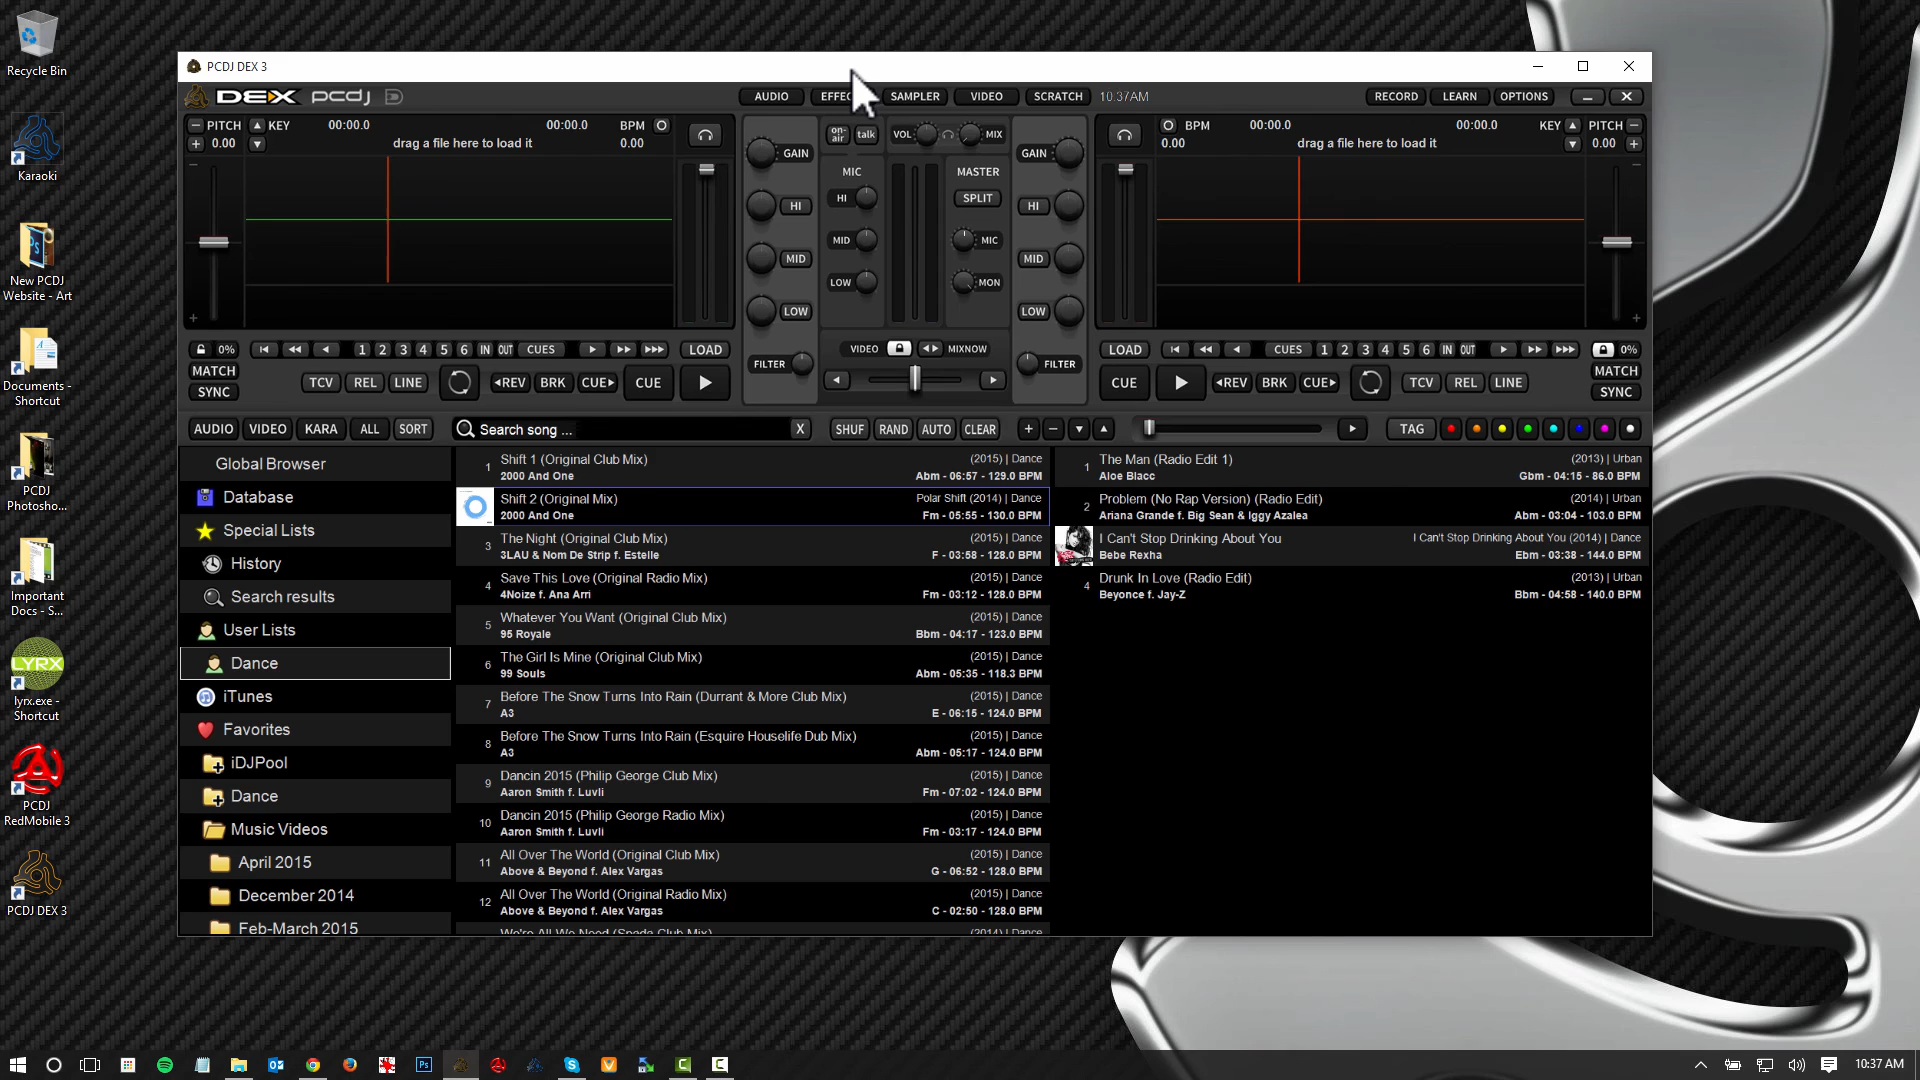 Recycle Bin
Karaoki
New PCDJ
Website - Art
Documents -
Shortcut
PCDJ
Photosho...
Important
Docs - S...
LYRX
lyrx.exe -
Shortcut
PCDJ
RedMobile 3
PCDJ DEX 3
PCDJ DEX 3
DEX pcdj
AUDIO EFFEC SAMPLER VIDEO SCRATCH 10:37AM RECORD LEARN OPTIONS
PITCH KEY 00:00.0 00:00.0 BPM
0.00 drag a file here to load it 0.00
GAIN
HI
MID
LOW
FILTER
on-air talk VOL MIX
MIC MASTER
HI SPLIT
MID MIC
LOW MON
VIDEO MIXNOW
GAIN
HI
MID
LOW
FILTER
BPM 00:00.0 00:00.0 KEY PITCH
0.00 drag a file here to load it 0.00
0% 1 2 3 4 5 6 IN OUT CUES LOAD
MATCH
SYNC TCV REL LINE REV BRK CUE CUE
LOAD CUES 1 2 3 4 5 6 IN OUT 0%
MATCH
CUE REV BRK CUE TCV REL LINE SYNC
AUDIO VIDEO KARA ALL SORT Search song ... X SHUF RAND AUTO CLEAR + − TAG
Global Browser
Database
Special Lists
History
Search results
User Lists
Dance
iTunes
Favorites
iDJPool
Dance
Music Videos
April 2015
December 2014
Feb-March 2015
1 Shift 1 (Original Club Mix) (2015) | Dance
2000 And One Abm - 06:57 - 129.0 BPM
Shift 2 (Original Mix) Polar Shift (2014) | Dance
2000 And One Fm - 05:55 - 130.0 BPM
3 The Night (Original Club Mix) (2015) | Dance
3LAU & Nom De Strip f. Estelle F - 03:58 - 128.0 BPM
4 Save This Love (Original Radio Mix) (2015) | Dance
4Noize f. Ana Arri Fm - 03:12 - 128.0 BPM
5 Whatever You Want (Original Club Mix) (2015) | Dance
95 Royale Bbm - 04:17 - 123.0 BPM
6 The Girl Is Mine (Original Club Mix) (2015) | Dance
99 Souls Abm - 05:35 - 118.3 BPM
7 Before The Snow Turns Into Rain (Durrant & More Club Mix) (2015) | Dance
A3 E - 06:15 - 124.0 BPM
8 Before The Snow Turns Into Rain (Esquire Houselife Dub Mix) (2015) | Dance
A3 Abm - 05:17 - 124.0 BPM
9 Dancin 2015 (Philip George Club Mix) (2015) | Dance
Aaron Smith f. Luvli Fm - 07:02 - 124.0 BPM
10 Dancin 2015 (Philip George Radio Mix) (2015) | Dance
Aaron Smith f. Luvli Fm - 03:17 - 124.0 BPM
11 All Over The World (Original Club Mix) (2015) | Dance
Above & Beyond f. Alex Vargas G - 06:52 - 128.0 BPM
12 All Over The World (Original Radio Mix) (2015) | Dance
Above & Beyond f. Alex Vargas C - 02:50 - 128.0 BPM
We're All We Need (Spada Club Mix) (2014) | Dance
1 The Man (Radio Edit 1) (2013) | Urban
Aloe Blacc Gbm - 04:15 - 86.0 BPM
2 Problem (No Rap Version) (Radio Edit) (2014) | Urban
Ariana Grande f. Big Sean & Iggy Azalea Abm - 03:04 - 103.0 BPM
I Can't Stop Drinking About You I Can't Stop Drinking About You (2014) | Dance
Bebe Rexha Ebm - 03:38 - 144.0 BPM
4 Drunk In Love (Radio Edit) (2013) | Urban
Beyonce f. Jay-Z Bbm - 04:58 - 140.0 BPM
10:37 AM